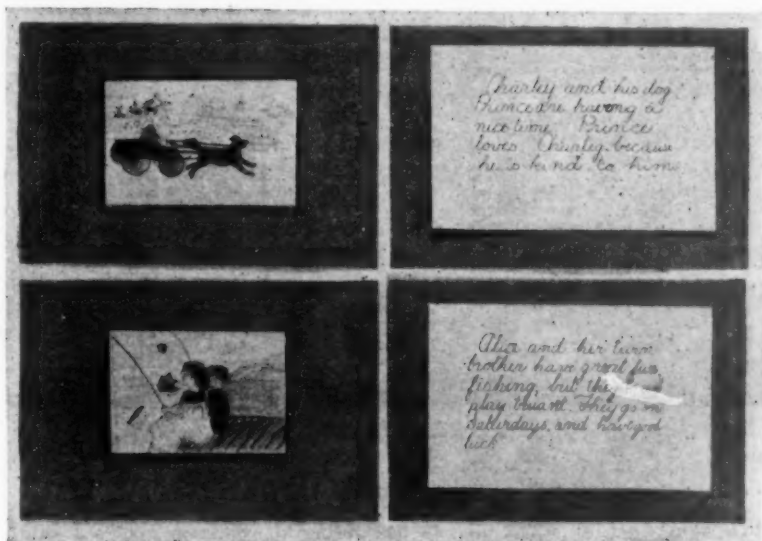 Charley and his dog
Prince are having a
nice time. Prince
loves Charley because
he is kind to him
Alice and her twin
brother have great fun
fishing, but they
play truant. They go on
Saturdays, and have good
luck